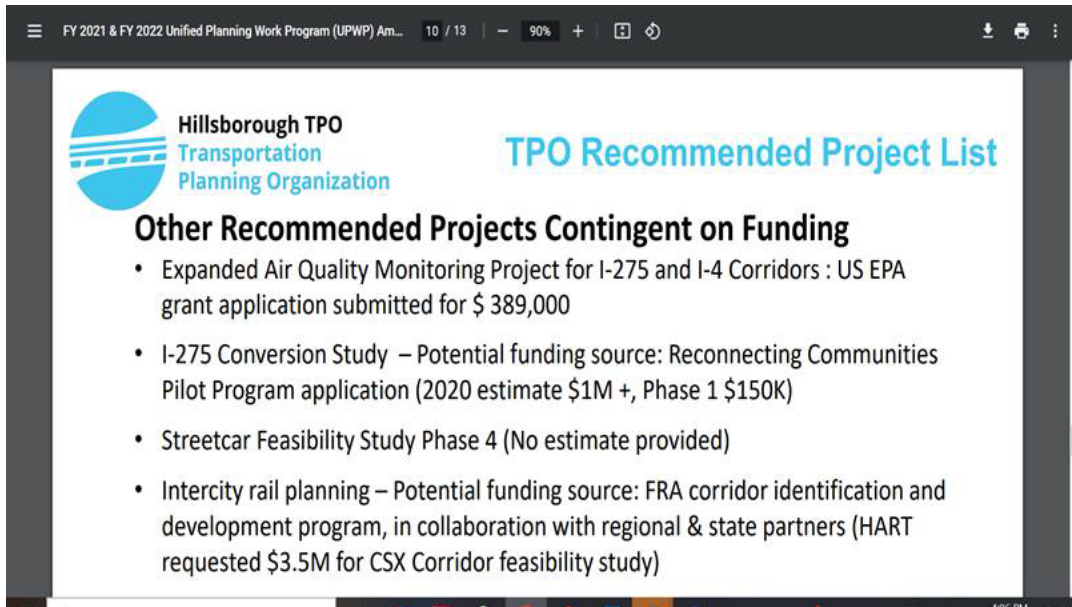 FY 2021 & FY 2022 Unified Planning Work Program (UPWP) Am... 10 / 13 | − 90% +
Hillsborough TPO
Transportation
Planning Organization
TPO Recommended Project List
Other Recommended Projects Contingent on Funding
• Expanded Air Quality Monitoring Project for I-275 and I-4 Corridors : US EPA
grant application submitted for $ 389,000
• I-275 Conversion Study – Potential funding source: Reconnecting Communities
Pilot Program application (2020 estimate $1M +, Phase 1 $150K)
• Streetcar Feasibility Study Phase 4 (No estimate provided)
• Intercity rail planning – Potential funding source: FRA corridor identification and
development program, in collaboration with regional & state partners (HART
requested $3.5M for CSX Corridor feasibility study)